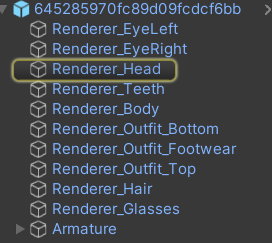 645285970fc89d09fcdcf6bb
Renderer_EyeLeft
Renderer_EyeRight
Renderer_Head
Renderer_Teeth
Renderer_Body
Renderer_Outfit_Bottom
Renderer_Outfit_Footwear
Renderer_Outfit_Top
Renderer_Hair
Renderer_Glasses
Armature